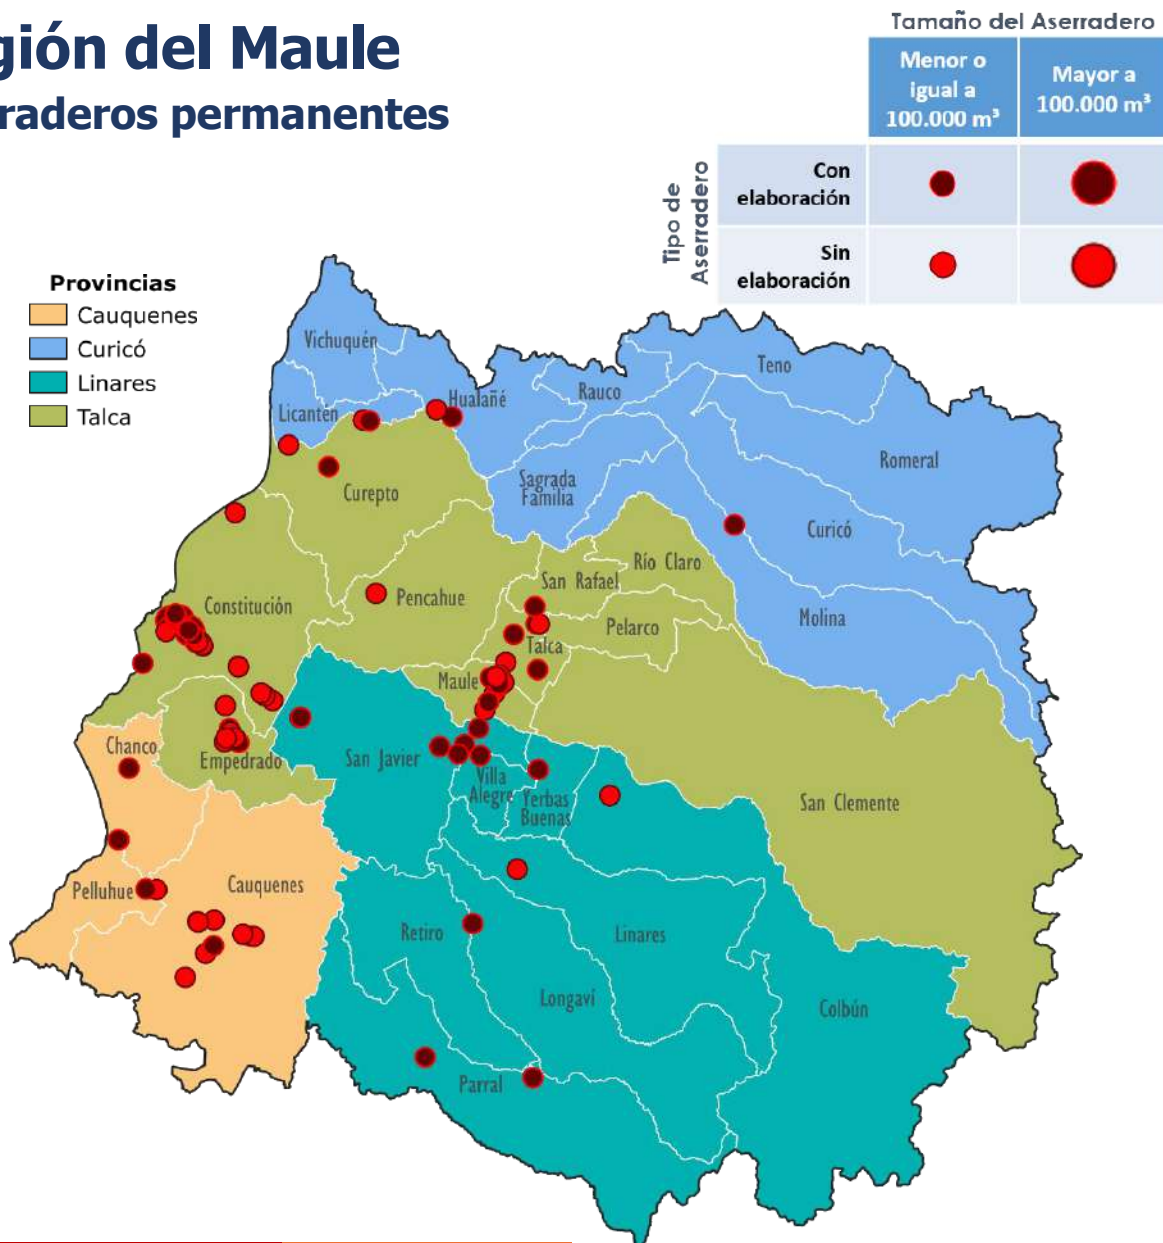 gión del Maule
raderos permanentes
Tamaño del Aserradero
Menor o
igual a
100.000 m³
Mayor a
100.000 m³
Tipo de
Aserradero
Con
elaboración
Sin
elaboración
Provincias
Cauquenes
Curicó
Linares
Talca
Vichuquén
Licantén
Hualañé
Rauco
Teno
Romeral
Sagrada
Familia
Curicó
Molina
Curepto
Constitución
Pencahue
San Rafael
Río Claro
Pelarco
Talca
Maule
Empedrado
San Clemente
Chanco
Pelluhue
Cauquenes
San Javier
Villa
Alegre
Yerbas
Buenas
Retiro
Linares
Longaví
Colbún
Parral